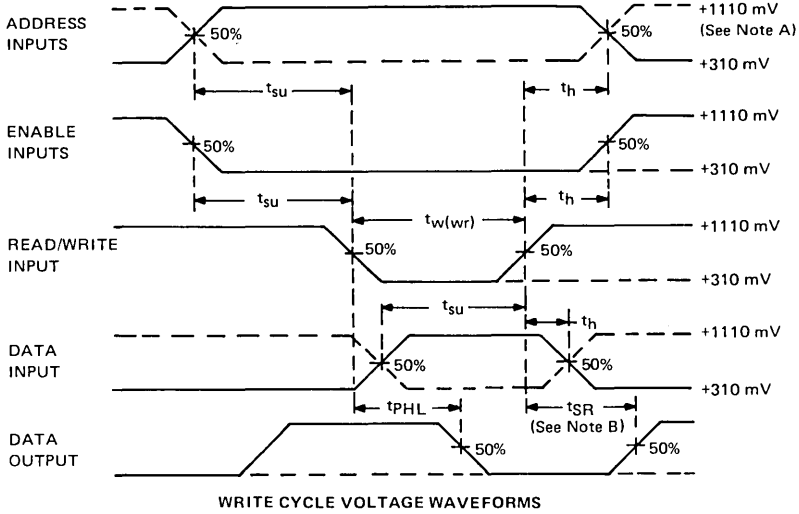 ADDRESS
INPUTS
50%
50%
+1110 mV
(See Note A)
+310 mV
tsu
th
ENABLE
INPUTS
50%
50%
+1110 mV
+310 mV
tsu
th
tw(wr)
READ/WRITE
INPUT
50%
50%
+1110 mV
+310 mV
tsu
th
DATA
INPUT
50%
50%
+1110 mV
+310 mV
tPHL
tSR
(See Note B)
DATA
OUTPUT
50%
50%
WRITE CYCLE VOLTAGE WAVEFORMS